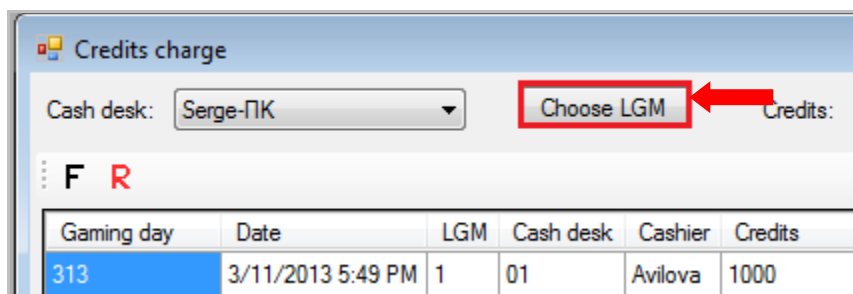 Credits charge
Cash desk: Serge-ПК Choose LGM Credits:
F R
Gaming day Date LGM Cash desk Cashier Credits
313 3/11/2013 5:49 PM 1 01 Avilova 1000